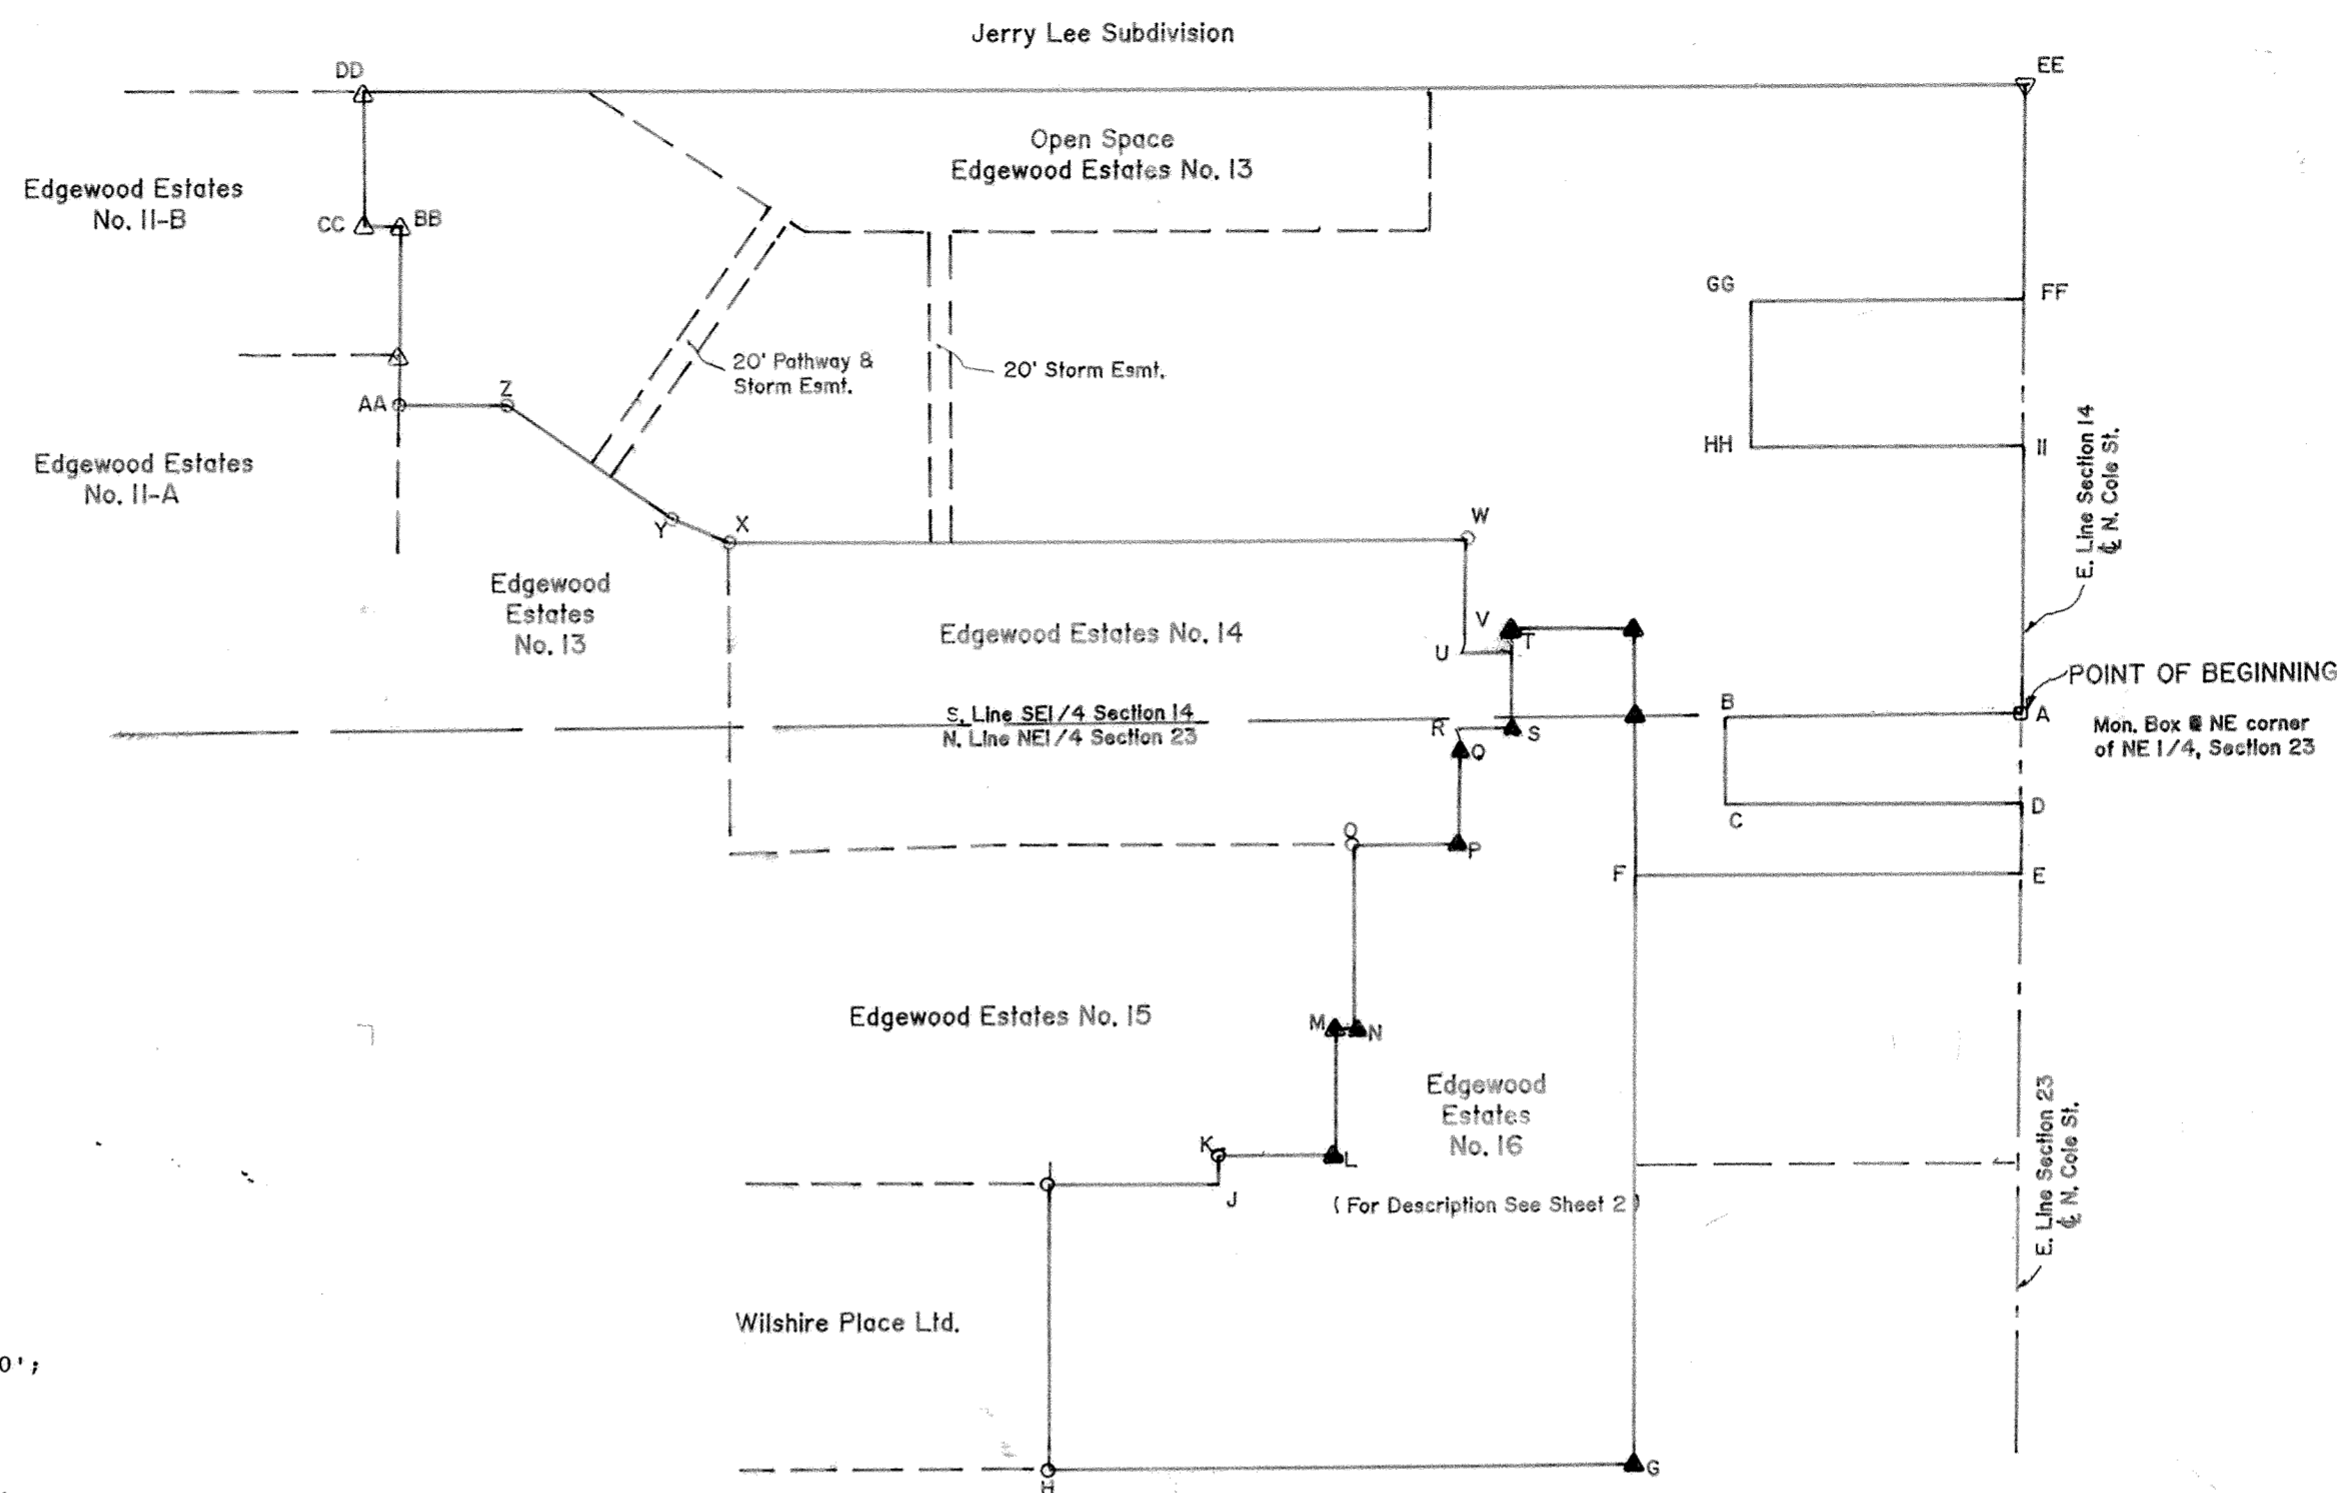 Jerry Lee Subdivision
DD
EE
Open Space
Edgewood Estates No. 13
Edgewood Estates
No. 11-B
CC
BB
GG
FF
20' Pathway &
Storm Esmt.
20' Storm Esmt.
Z
AA
HH
II
E. Line Section 14
℄ N. Cole St.
Edgewood Estates
No. 11-A
Y
X
W
Edgewood
Estates
No. 13
Edgewood Estates No. 14
V
T
U
POINT OF BEGINNING
S. Line SE1/4 Section 14
N. Line NE1/4 Section 23
R
S
Q
B
A
Mon. Box @ NE corner
of NE 1/4, Section 23
C
D
O
P
F
E
Edgewood Estates No. 15
M
N
Edgewood
Estates
No. 16
K
L
J
(For Description See Sheet 2)
E. Line Section 23
℄ N. Cole St.
Wilshire Place Ltd.
0';
G
H